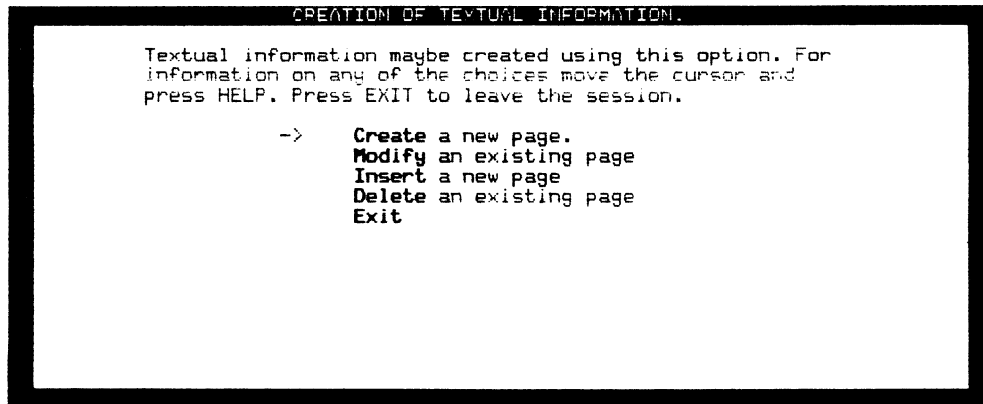 CREATION OF TEXTUAL INFORMATION.
Textual information maybe created using this option. For
information on any of the choices move the cursor and
press HELP. Press EXIT to leave the session.
-> Create a new page.
Modify an existing page
Insert a new page
Delete an existing page
Exit